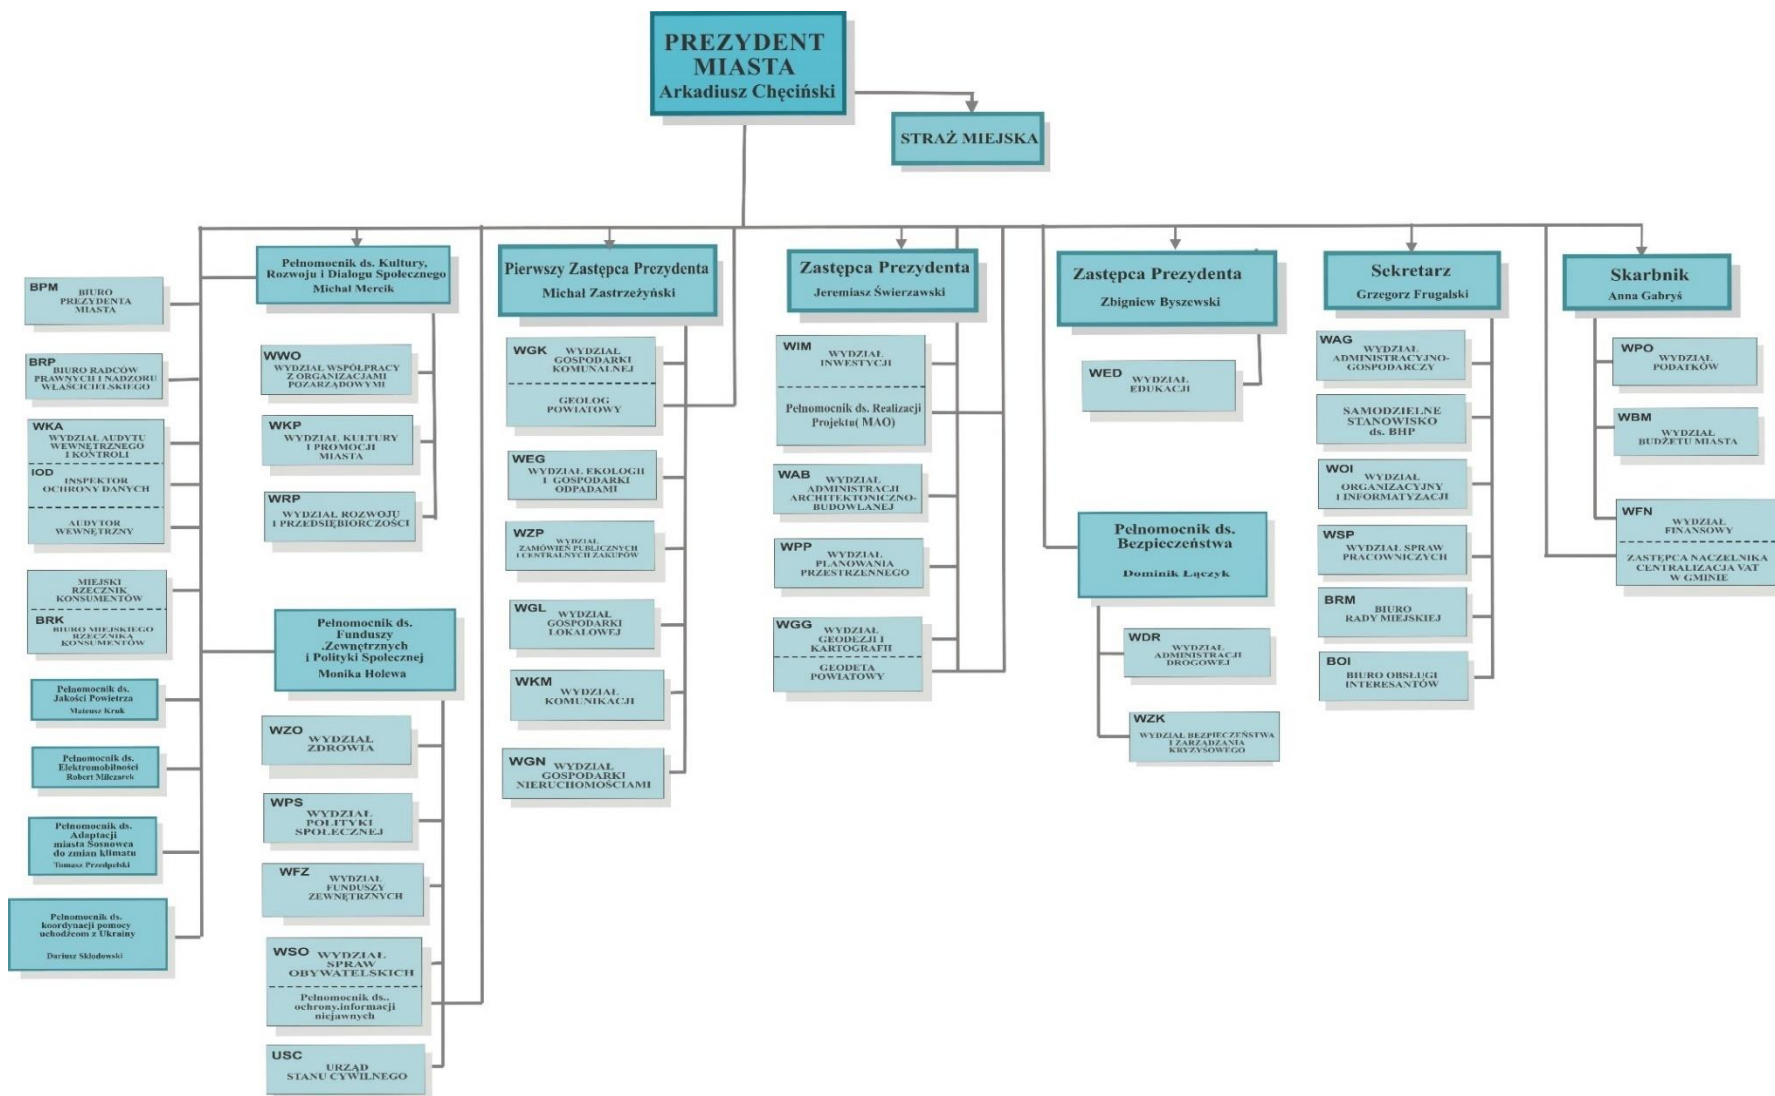 PREZYDENT
MIASTA
Arkadiusz Chęciński
STRAŻ MIEJSKA
BPM
BIURO
PREZYDENTA
MIASTA
BRP
BIURO RADCÓW
PRAWNYCH I NADZORU
WŁAŚCICIELSKIEGO
WKA
WYDZIAŁ AUDYTU
WEWNĘTRZNEGO
I KONTROLI
IOD
INSPEKTOR
OCHRONY DANYCH
AUDYTOR
WEWNĘTRZNY
MIEJSKI
RZECZNIK
KONSUMENTÓW
BRK
BIURO MIEJSKIEGO
RZECZNIKA
KONSUMENTÓW
Pełnomocnik ds.
Jakości Powietrza
Mateusz Kruk
Pełnomocnik ds.
Elektromobilności
Robert Milczarek
Pełnomocnik ds.
Adaptacji
miasta Sosnowca
do zmian klimatu
Tomasz Przedpełski
Pełnomocnik ds.
koordynacji pomocy
uchodźcom z Ukrainy
Dariusz Skłodowski
Pełnomocnik ds. Kultury,
Rozwoju i Dialogu Społecznego
Michał Mercik
WWO
WYDZIAŁ WSPÓŁPRACY
Z ORGANIZACJAMI
POZARZĄDOWYMI
WKP
WYDZIAŁ KULTURY
I PROMOCJI
MIASTA
WRP
WYDZIAŁ ROZWOJU
I PRZEDSIĘBIORCZOŚCI
Pełnomocnik ds.
Funduszy
.Zewnętrznych
i Polityki Społecznej
Monika Holewa
WZO
WYDZIAŁ
ZDROWIA
WPS
WYDZIAŁ
POLITYKI
SPOŁECZNEJ
WFZ
WYDZIAŁ
FUNDUSZY
ZEWNĘTRZNYCH
WSO WYDZIAŁ
SPRAW
OBYWATELSKICH
Pełnomocnik ds..
ochrony.informacji
niejawnych
USC
URZĄD
STANU CYWILNEGO
Pierwszy Zastępca Prezydenta
Michał Zastrzeżyński
WGK WYDZIAŁ
GOSPODARKI
KOMUNALNEJ
GEOLOG
POWIATOWY
WEG
WYDZIAŁ EKOLOGII
I GOSPODARKI
ODPADAMI
WZP WYDZIAŁ
ZAMÓWIEŃ PUBLICZNYCH
I CENTRALNYCH ZAKUPÓW
WGL WYDZIAŁ
GOSPODARKI
LOKALOWEJ
WKM WYDZIAŁ
KOMUNIKACJI
WGN WYDZIAŁ
GOSPODARKI
NIERUCHOMOŚCIAMI
Zastępca Prezydenta
Jeremiasz Świerzawski
WIM WYDZIAŁ
INWESTYCJI
Pełnomocnik ds. Realizacji
Projektu( MAO)
WAB WYDZIAŁ
ADMINISTRACJI
ARCHITEKTONICZNO-
BUDOWLANEJ
WPP WYDZIAŁ
PLANOWANIA
PRZESTRZENNEGO
WGG WYDZIAŁ
GEODEZJI I
KARTOGRAFII
GEODETA
POWIATOWY
Zastępca Prezydenta
Zbigniew Byszewski
WED WYDZIAŁ
EDUKACJI
Pełnomocnik ds.
Bezpieczeństwa
Dominik Łączyk
WDR WYDZIAŁ
ADMINISTRACJI
DROGOWEJ
WZK
WYDZIAŁ BEZPIECZEŃSTWA
I ZARZĄDZANIA
KRYZYSOWEGO
Sekretarz
Grzegorz Frugalski
WAG
WYDZIAŁ
ADMINISTRACYJNO-
GOSPODARCZY
SAMODZIELNE
STANOWISKO
ds. BHP
WOI WYDZIAŁ
ORGANIZACYJNY
I INFORMATYZACJI
WSP
WYDZIAŁ SPRAW
PRACOWNICZYCH
BRM BIURO
RADY MIEJSKIEJ
BOI
BIURO OBSŁUGI
INTERESANTÓW
Skarbnik
Anna Gabryś
WPO
WYDZIAŁ
PODATKÓW
WBM
WYDZIAŁ
BUDŻETU MIASTA
WFN
WYDZIAŁ
FINANSOWY
ZASTĘPCA NACZELNIKA
CENTRALIZACJA VAT
W GMINIE